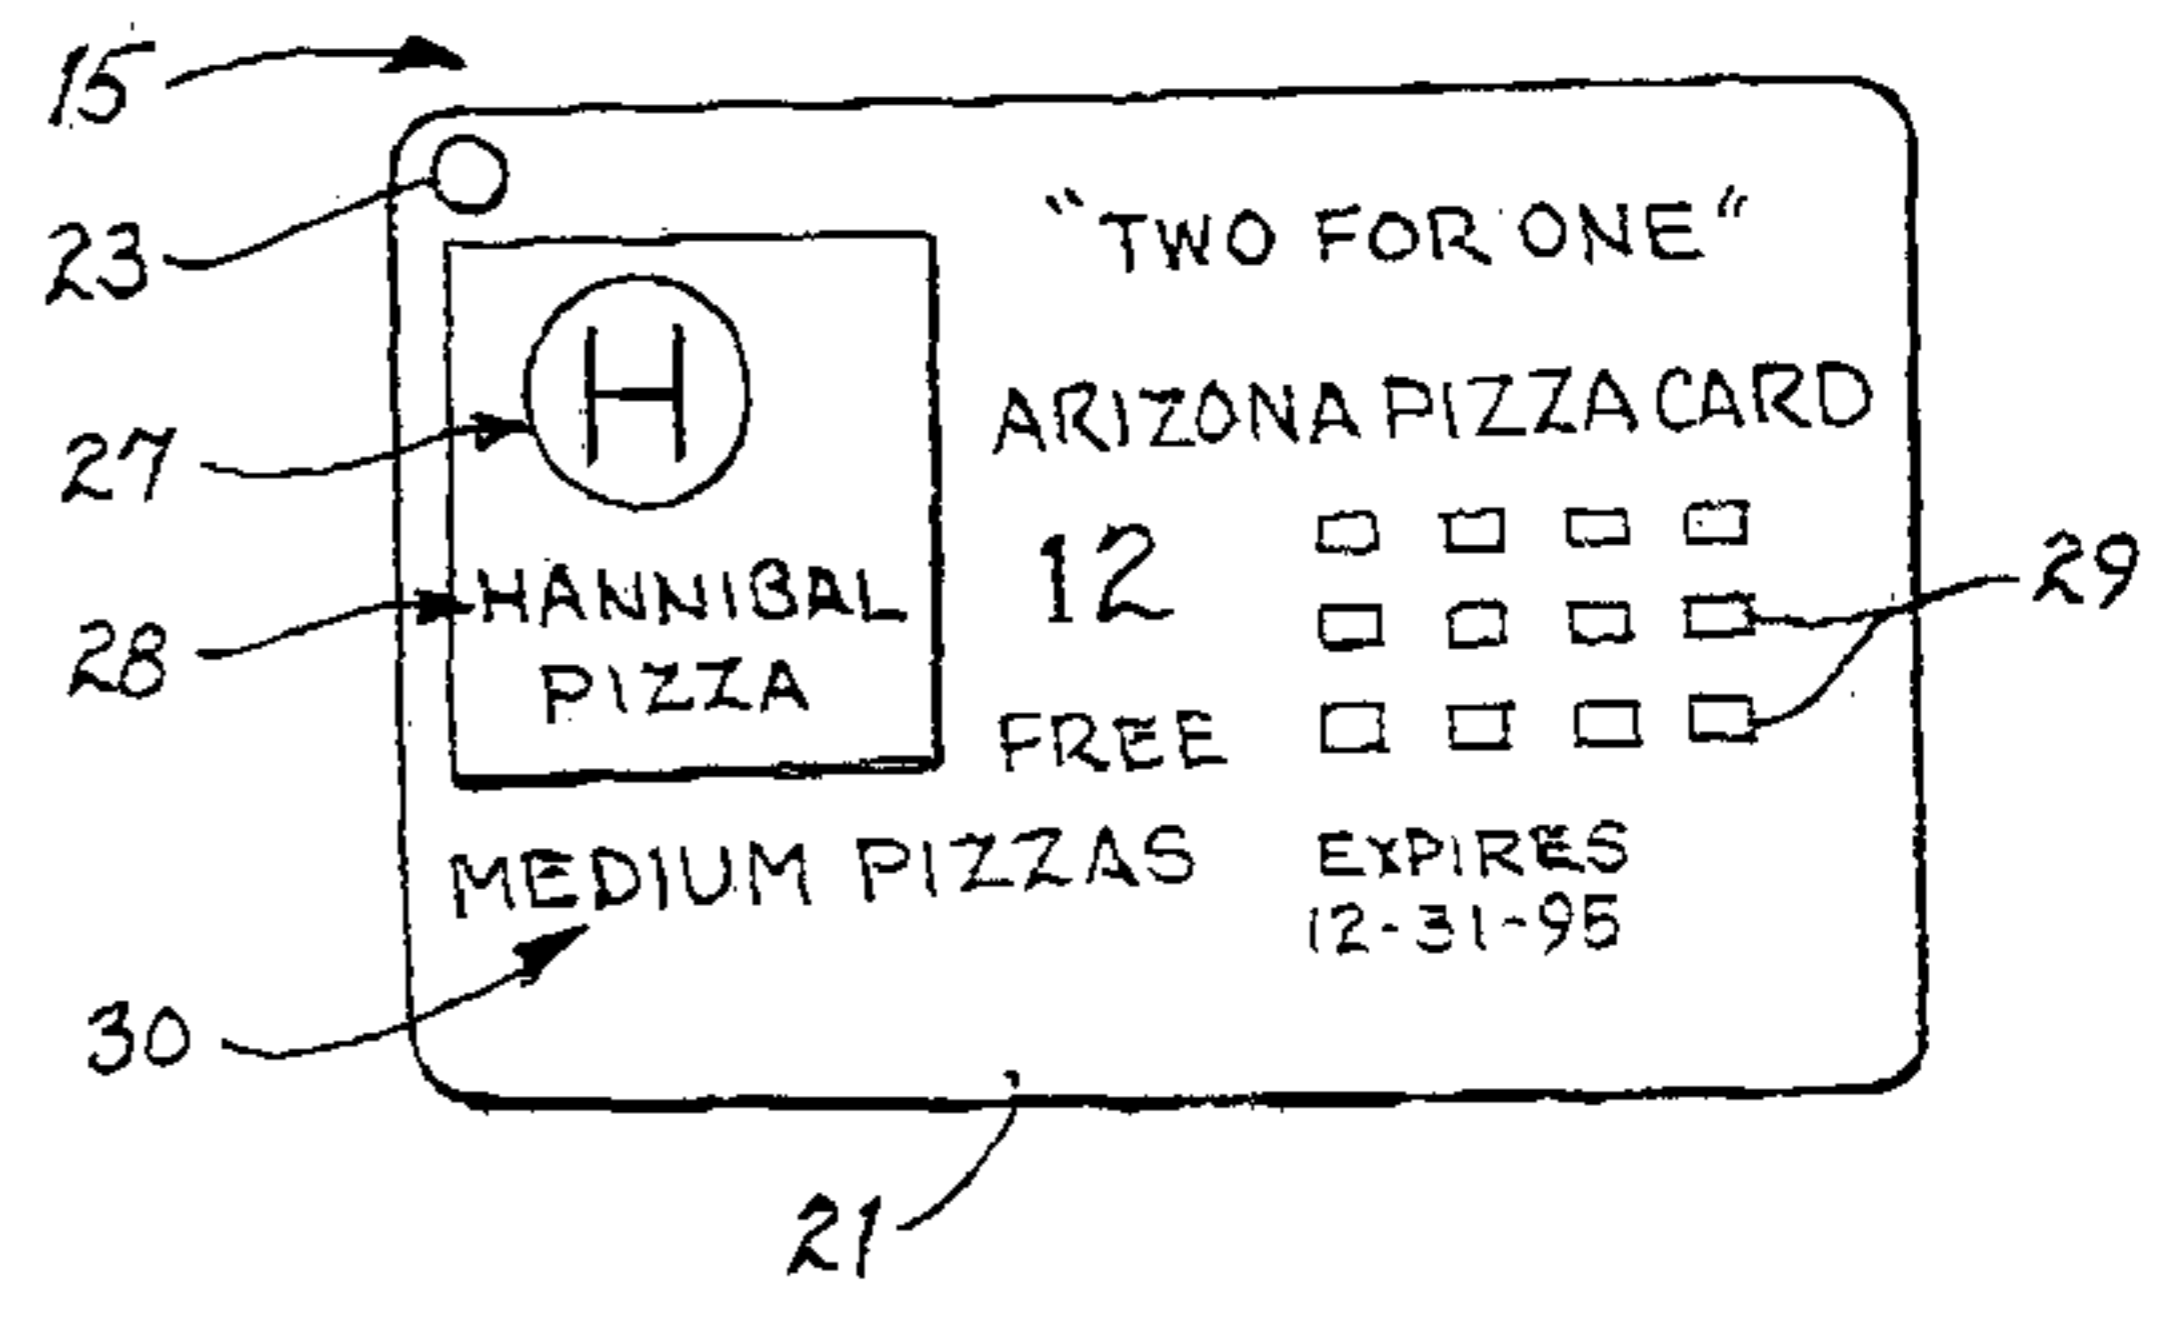 15
23
"TWO FOR ONE"
H
27
ARIZONA PIZZA CARD
12
29
HANNIBAL
28
PIZZA
FREE
MEDIUM PIZZAS
EXPIRES
12-31-95
30
21